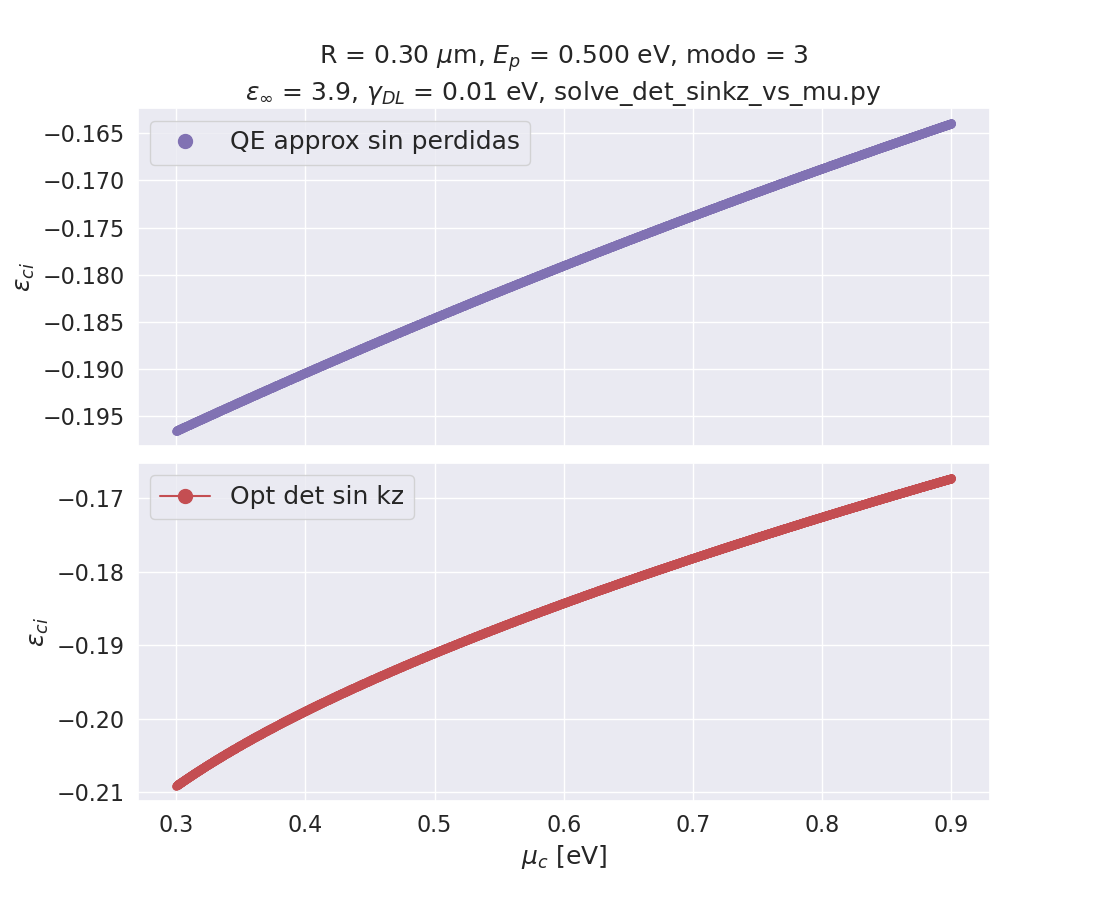 R = 0.30 μm, E_p = 0.500 eV, modo = 3
ε_∞ = 3.9, γ_DL = 0.01 eV, solve_det_sinkz_vs_mu.py
QE approx sin perdidas
−0.165
−0.170
−0.175
−0.180
−0.185
−0.190
−0.195
ε_ci
Opt det sin kz
−0.17
−0.18
−0.19
−0.20
−0.21
ε_ci
0.3 0.4 0.5 0.6 0.7 0.8 0.9
μ_c [eV]